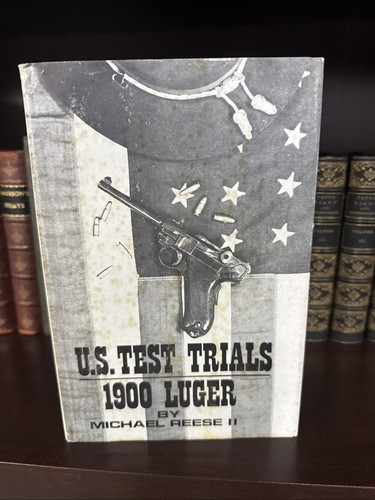 U.S. TEST TRIALS
1900 LUGER
BY
MICHAEL REESE II